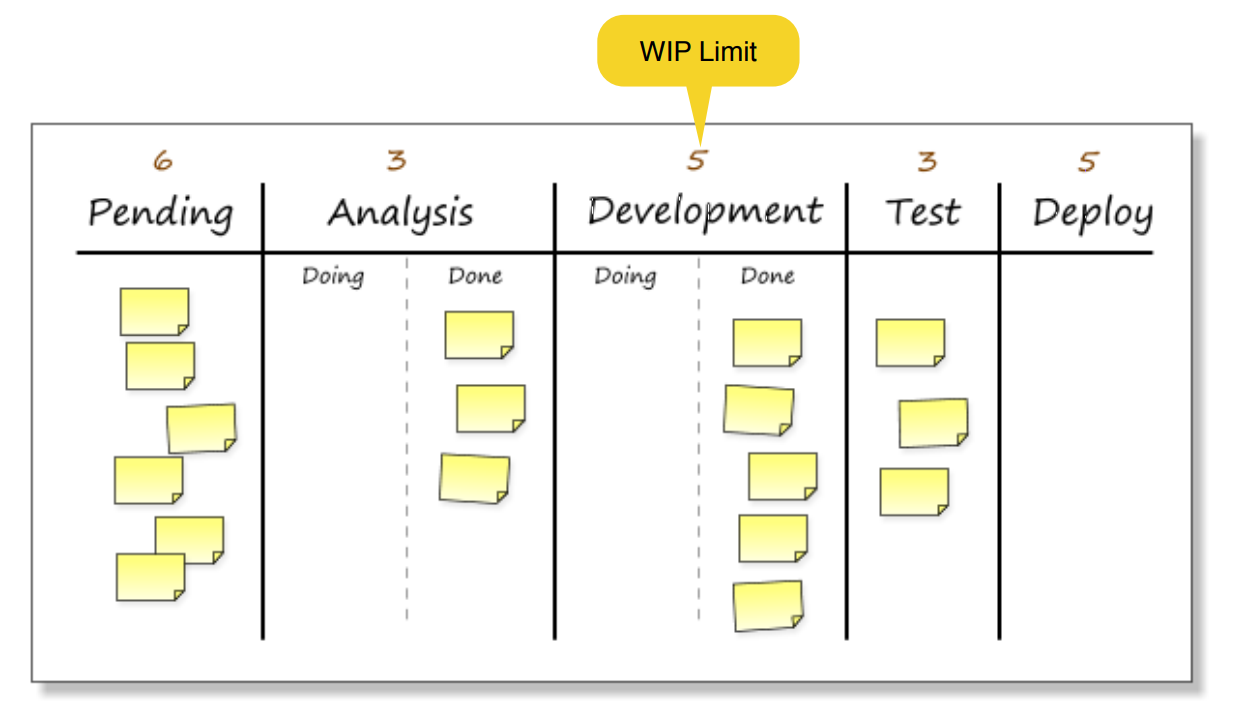 WIP Limit
6 3 5 3 5
Pending Analysis Development Test Deploy
Doing Done Doing Done